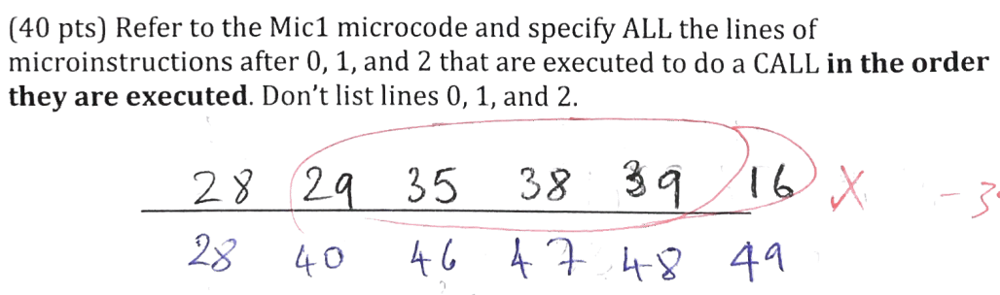 (40 pts) Refer to the Mic1 microcode and specify ALL the lines of
microinstructions after 0, 1, and 2 that are executed to do a CALL in the order
they are executed. Don't list lines 0, 1, and 2.
28 29 35 38 39 16 X
28 40 46 47 48 49